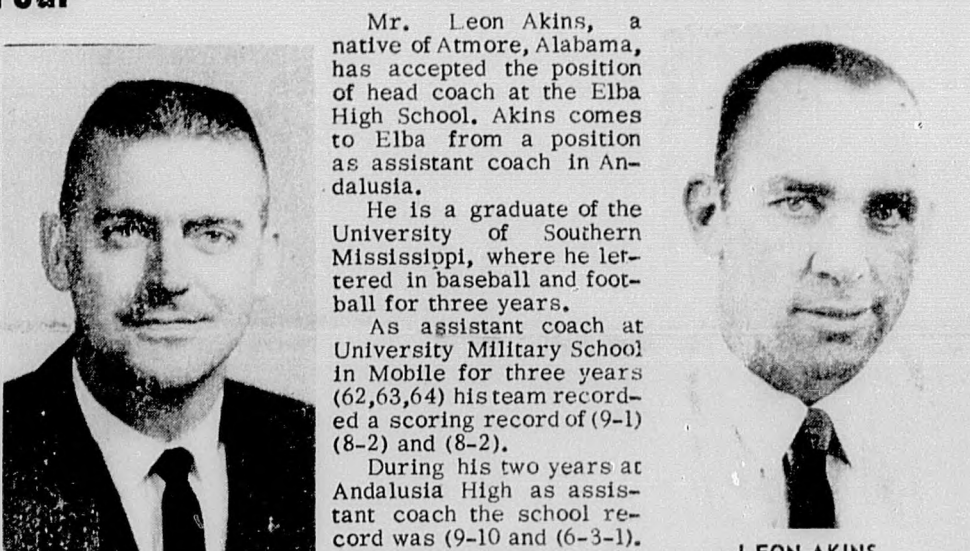 Mr. Leon Akins, a
native of Atmore, Alabama,
has accepted the position
of head coach at the Elba
High School. Akins comes
to Elba from a position
as assistant coach in An-
dalusia.
He is a graduate of the
University of Southern
Mississippi, where he let-
tered in baseball and foot-
ball for three years.
As assistant coach at
University Military School
in Mobile for three years
(62,63,64) his team record-
ed a scoring record of (9-1)
(8-2) and (8-2).
During his two years at
Andalusia High as assis-
tant coach the school re-
cord was (9-10 and (6-3-1).
LEON AKINS